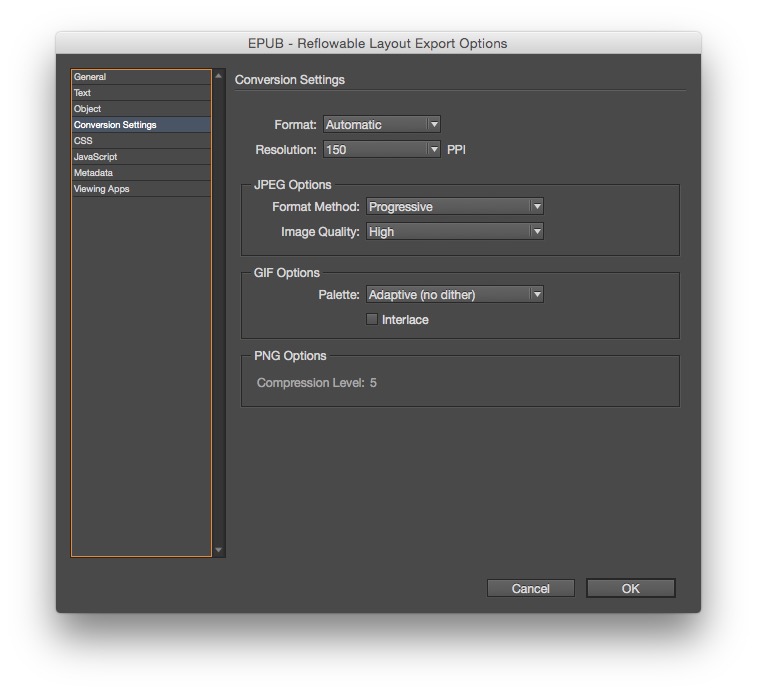 EPUB - Reflowable Layout Export Options
General
Text
Object
Conversion Settings
CSS
JavaScript
Metadata
Viewing Apps
Conversion Settings
Format: Automatic
Resolution: 150 PPI
JPEG Options
Format Method: Progressive
Image Quality: High
GIF Options
Palette: Adaptive (no dither)
Interlace
PNG Options
Compression Level: 5
Cancel OK